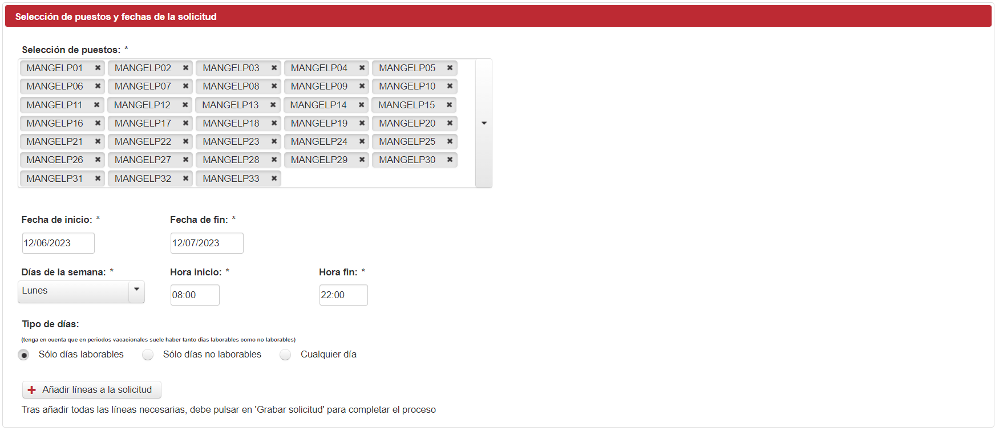 Selección de puestos y fechas de la solicitud
Selección de puestos: *
MANGELP01 MANGELP02 MANGELP03 MANGELP04 MANGELP05
MANGELP06 MANGELP07 MANGELP08 MANGELP09 MANGELP10
MANGELP11 MANGELP12 MANGELP13 MANGELP14 MANGELP15
MANGELP16 MANGELP17 MANGELP18 MANGELP19 MANGELP20
MANGELP21 MANGELP22 MANGELP23 MANGELP24 MANGELP25
MANGELP26 MANGELP27 MANGELP28 MANGELP29 MANGELP30
MANGELP31 MANGELP32 MANGELP33
Fecha de inicio: * Fecha de fin: *
12/06/2023 12/07/2023
Días de la semana: * Hora inicio: * Hora fin: *
Lunes 08:00 22:00
Tipo de días:
(tenga en cuenta que en periodos vacacionales suele haber tanto días laborables como no laborables)
Sólo días laborables Sólo días no laborables Cualquier día
Añadir líneas a la solicitud
Tras añadir todas las líneas necesarias, debe pulsar en 'Grabar solicitud' para completar el proceso